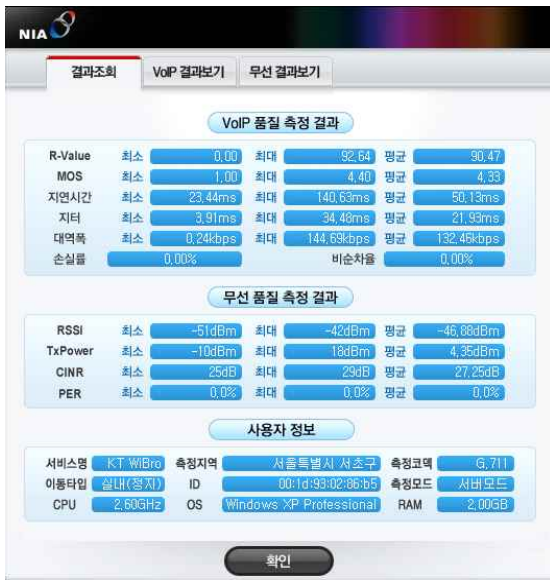 NIA
결과조회 VoIP 결과보기 무선 결과보기
VoIP 품질 측정 결과
R-Value 최소 0,00 최대 92,64 평균 90,47
MOS 최소 1,00 최대 4,40 평균 4,33
지연시간 최소 23,44ms 최대 140,63ms 평균 50,13ms
지터 최소 3,91ms 최대 34,48ms 평균 21,93ms
대역폭 최소 0,24kbps 최대 144,69kbps 평균 132,46kbps
손실률 0,00% 비순차율 0,00%
무선 품질 측정 결과
RSSI 최소 -51dBm 최대 -42dBm 평균 -46,88dBm
TxPower 최소 -10dBm 최대 18dBm 평균 4,35dBm
CINR 최소 25dB 최대 29dB 평균 27,25dB
PER 최소 0,0% 최대 0,0% 평균 0,0%
사용자 정보
서비스명 KT WiBro 측정지역 서울특별시 서초구 측정코덱 G,711
이동타입 실내(정지) ID 00:1d:93:02:86:b5 측정모드 서버모드
CPU 2,60GHz OS Windows XP Professional RAM 2,00GB
확인